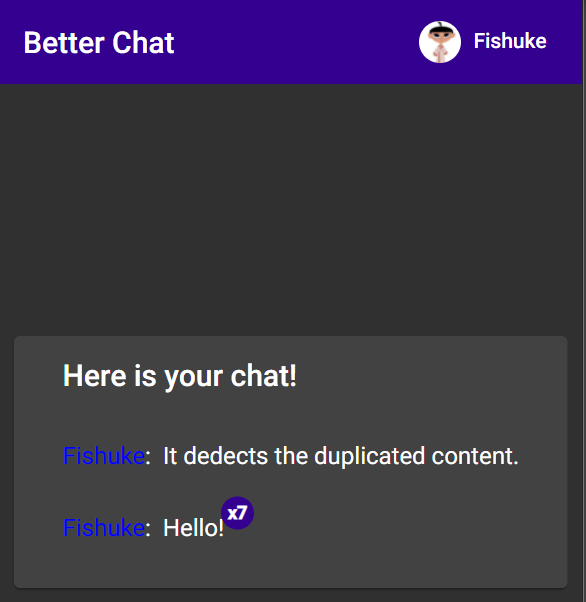 Better Chat
Fishuke
Here is your chat!
Fishuke: It dedects the duplicated content.
Fishuke: Hello! x7